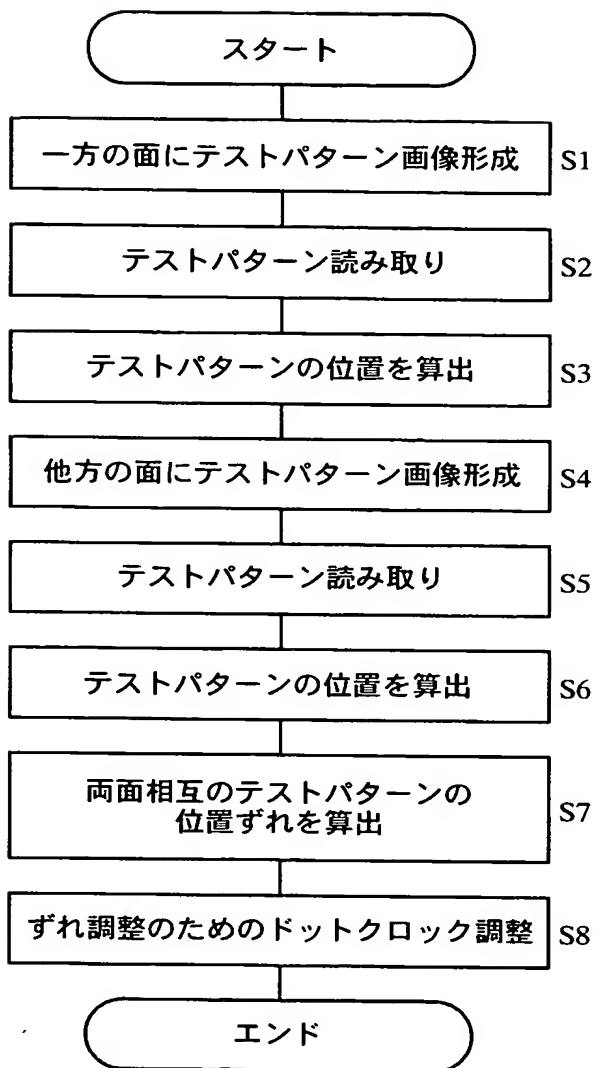 スタート
一方の面にテストパターン画像形成 S1
テストパターン読み取り S2
テストパターンの位置を算出 S3
他方の面にテストパターン画像形成 S4
テストパターン読み取り S5
テストパターンの位置を算出 S6
両面相互のテストパターンの
位置ずれを算出 S7
ずれ調整のためのドットクロック調整 S8
エンド